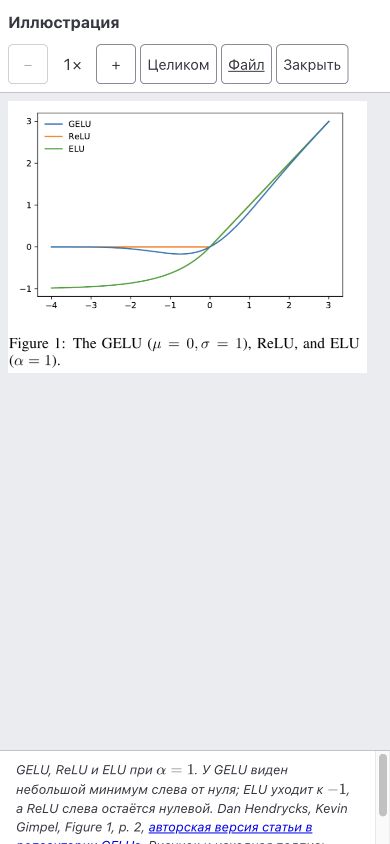 Иллюстрация
− 1× + Целиком Файл Закрыть
GELU
ReLU
ELU
3
2
1
0
−1
−4 −3 −2 −1 0 1 2 3
Figure 1: The GELU (μ = 0, σ = 1), ReLU, and ELU
(α = 1).
GELU, ReLU и ELU при α = 1. У GELU виден
небольшой минимум слева от нуля; ELU уходит к −1,
а ReLU слева остаётся нулевой. Dan Hendrycks, Kevin
Gimpel, Figure 1, p. 2, авторская версия статьи в